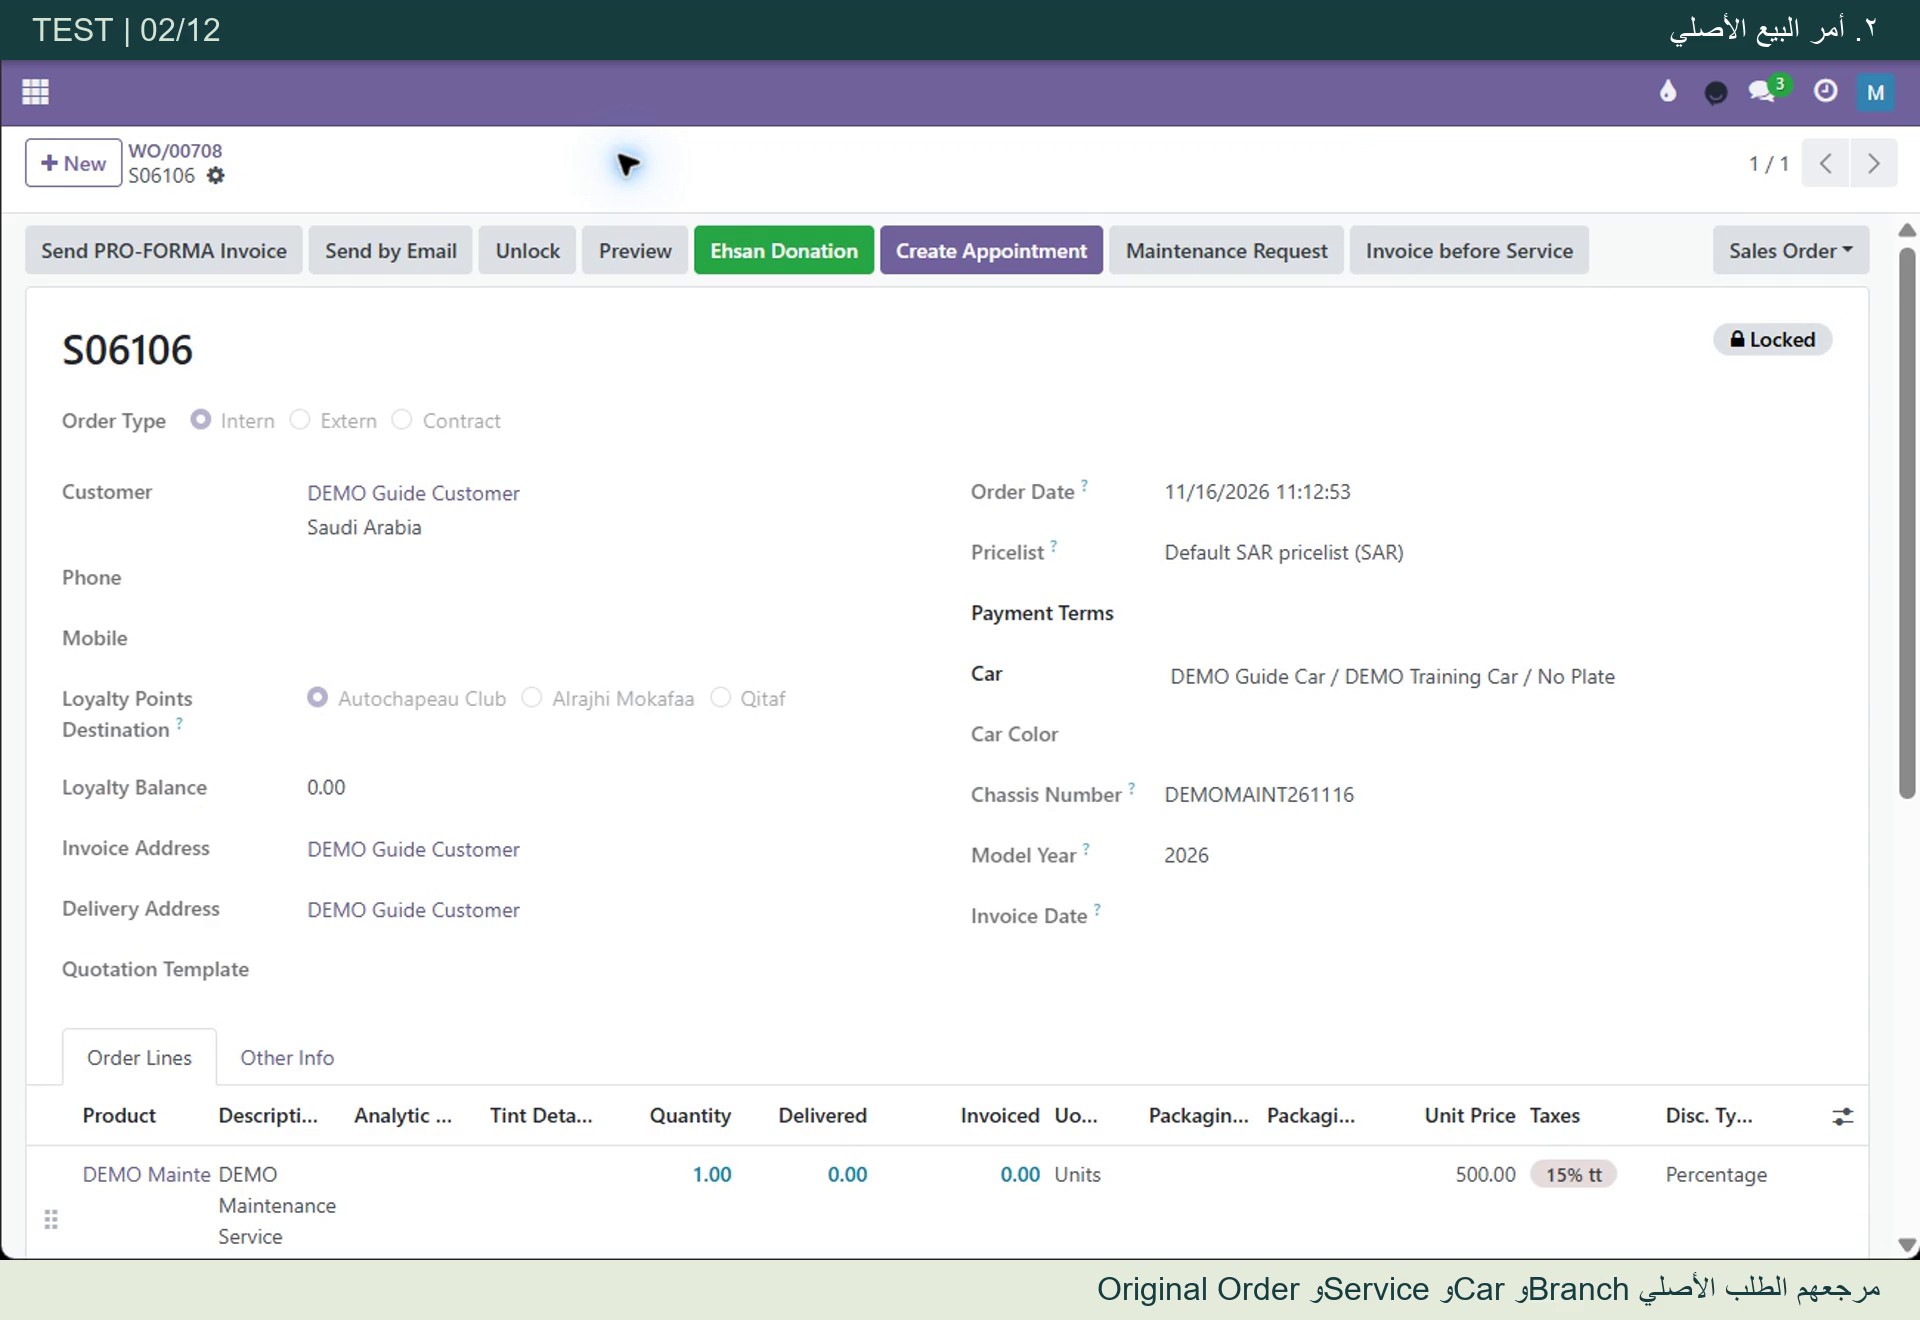 TEST | 02/12
٢. أمر البيع الأصلي
3
M
New
WO/00708
S06106
1 / 1
Send PRO-FORMA Invoice
Send by Email
Unlock
Preview
Ehsan Donation
Create Appointment
Maintenance Request
Invoice before Service
Sales Order
S06106
Locked
Order Type
Intern
Extern
Contract
Customer
DEMO Guide Customer
Saudi Arabia
Phone
Mobile
Loyalty Points Destination ?
Autochapeau Club
Alrajhi Mokafaa
Qitaf
Loyalty Balance
0.00
Invoice Address
DEMO Guide Customer
Delivery Address
DEMO Guide Customer
Quotation Template
Order Date ?
11/16/2026 11:12:53
Pricelist ?
Default SAR pricelist (SAR)
Payment Terms
Car
DEMO Guide Car / DEMO Training Car / No Plate
Car Color
Chassis Number ?
DEMOMAINT261116
Model Year ?
2026
Invoice Date ?
Order Lines
Other Info
Product Descripti... Analytic ... Tint Deta... Quantity Delivered Invoiced Uo... Packagin... Packagi... Unit Price Taxes Disc. Ty...
DEMO Mainte DEMO 1.00 0.00 0.00 Units 500.00 15% tt Percentage
Maintenance
Service
مرجعهم الطلب الأصلي Branchو Carو Serviceو Original Order